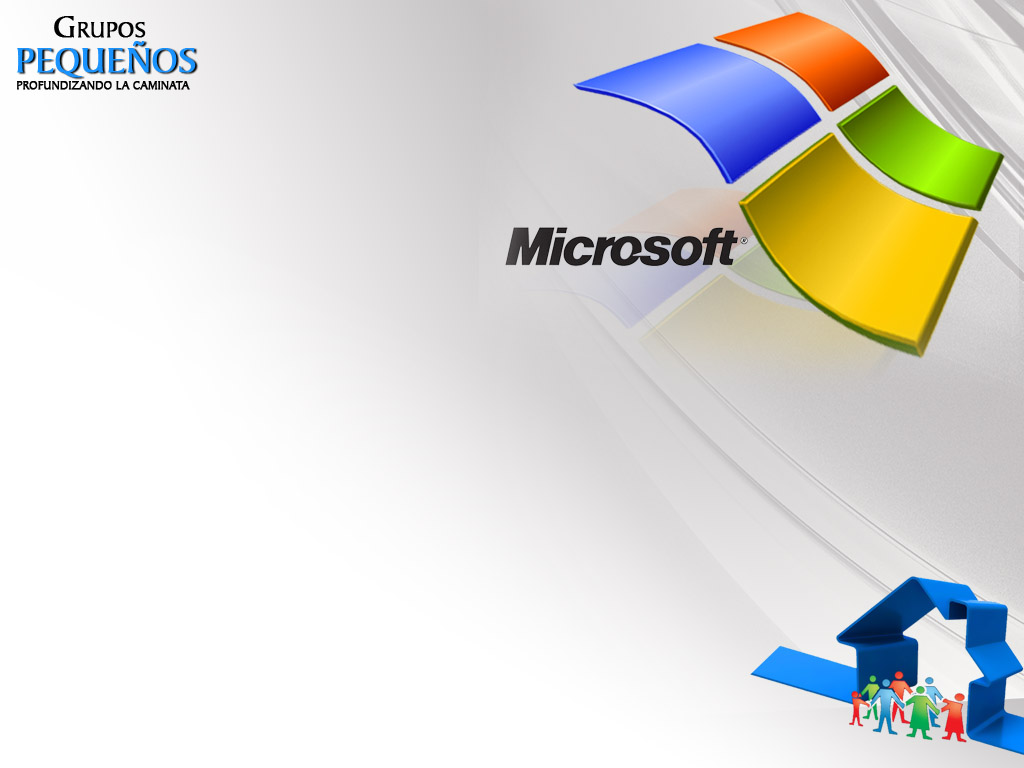 GRUPOS
PEQUEÑOS
PROFUNDIZANDO LA CAMINATA
Microsoft®